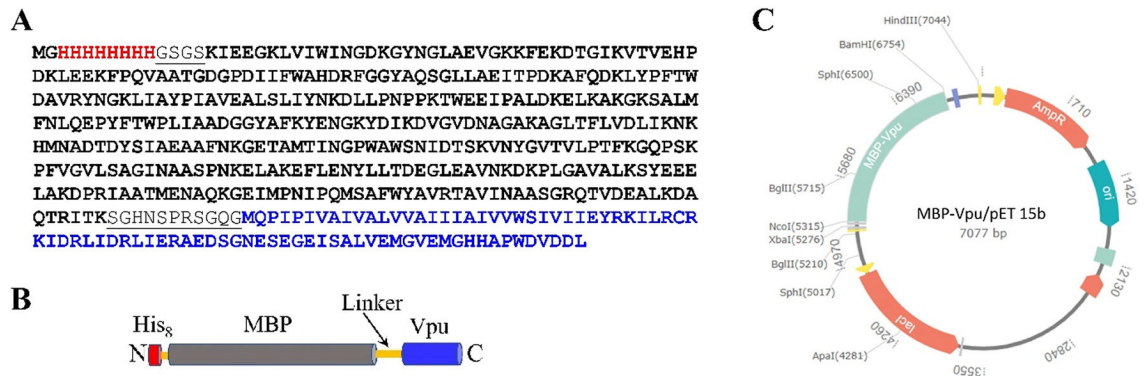 A
MGHHHHHHHHGSGSKIEEGKLVIWINGDKGYNGLAEVGKKFEKDTGIKVTVEHP
DKLEEKFPQVAATGDGPDIIFWAHDRFGGYAQSGLLAEITPDKAFQDKLYPFTW
DAVRYNGKLIAYPIAVEALSLIYNKDLLPNPPKTWEEIPALDKELKAKGKSALM
FNLQEPYFTWPLIAADGGYAFKYENGKYDIKDVGVDNAGAKAGLTFLVDLIKNK
HMNADTDYSIAEAAFNKGETAMTINGPWAWSNIDTSKVNYGVTVLPTFKGQPSK
PFVGVLSAGINAASPNKELAKEFLENYLLTDEGLEAVNKDKPLGAVALKSYEEE
LAKDPRIAATMENAQKGEIMPNIPQMSAFWYAVRTAVINAASGRQTVDEALKDA
QTRITKSGHNSPRSGQGMQPIPIVAIVALVVAIIIAIVVWSIVIIEYRKILRCR
KIDRLIDRLIERAEDSGNESEGEISALVEMGVEMGHHAPWDVDDL
B
His8
MBP
Linker
Vpu
N
C
C
HindIII(7044)
BamHI(6754)
SphI(6500)
6390
MBP-Vpu
5680
BglII(5715)
NcoI(5315)
XbaI(5276)
BglII(5210)
4970
SphI(5017)
lacI
4260
ApaI(4281)
3550
2840
2130
ori
1420
AmpR
710
MBP-Vpu/pET 15b
7077 bp